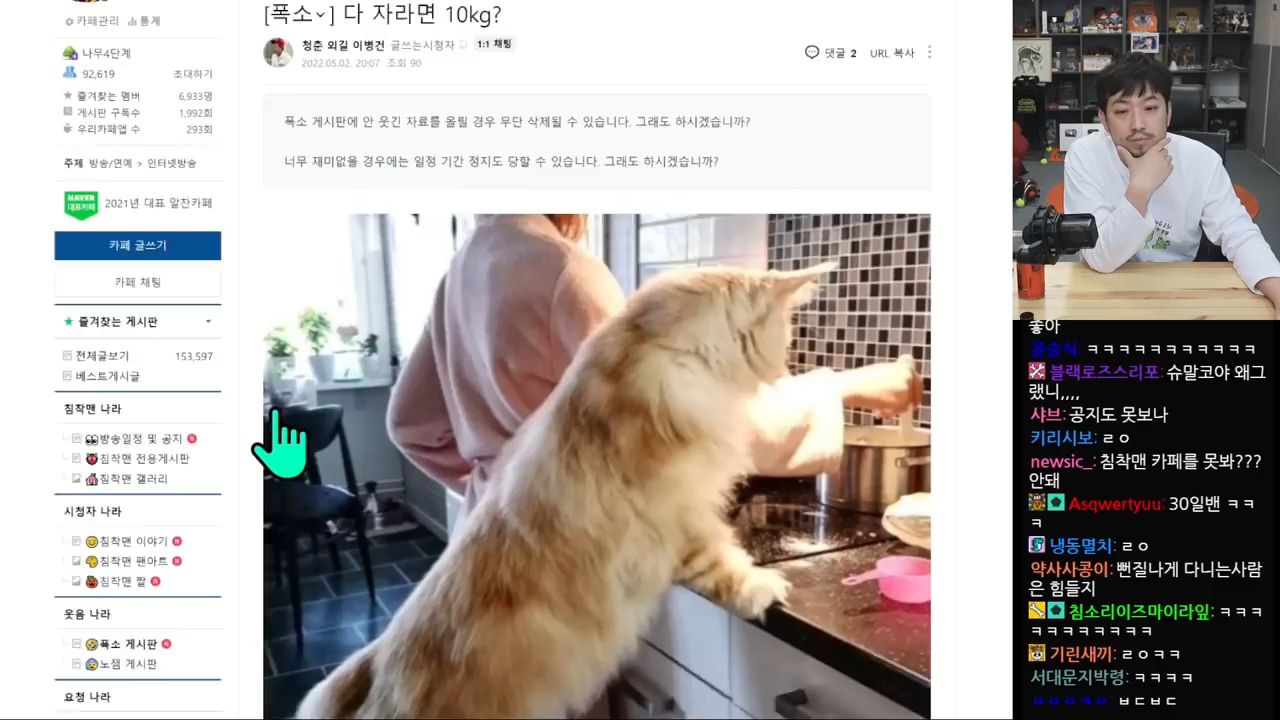 [폭소ˇ] 다 자라면 10kg?
카페관리 통계
청춘 외길 이병건 글쓰는시청자 1:1 채팅
2022.05.02. 20:07 조회 90
댓글 2 URL 복사
나무4단계
92,619 초대하기
즐겨찾는 멤버 6,933명
게시판 구독수 1,992회
우리카페앱 수 293회
주제 방송/연예 > 인터넷방송
NAVER
대표카페
2021년 대표 알찬카페
카페 글쓰기
카페 채팅
즐겨찾는 게시판
전체글보기 153,597
베스트게시글
침착맨 나라
방송일정 및 공지 N
침착맨 전용게시판
침착맨 갤러리
시청자 나라
침착맨 이야기 N
침착맨 팬아트 N
침착맨 짤 N
웃음 나라
폭소 게시판 N
노잼 게시판
요청 나라
폭소 게시판에 안 웃긴 자료를 올릴 경우 무단 삭제될 수 있습니다. 그래도 하시겠습니까?
너무 재미없을 경우에는 일정 기간 정지도 당할 수 있습니다. 그래도 하시겠습니까?
좋아
윤승식: ㅋㅋㅋㅋㅋㅋㅋㅋㅋㅋㅋ
블랙로즈스리포: 슈말코야 왜그
랬니,,,,
샤브: 공지도 못보나
키리시보: ㄹㅇ
newsic_: 침착맨 카페를 못봐???
안돼
Asqwertyuu: 30일밴 ㅋㅋ
ㅋ
냉동멸치: ㄹㅇ
약사사콩이: 뻔질나게 다니는사람
은 힘들지
침소리이즈마이라잎: ㅋㅋㅋ
ㅋㅋㅋㅋㅋㅋㅋㅋ
기린새끼: ㄹㅇㅋㅋ
서대문지박령: ㅋㅋㅋㅋ
ㅂㄷㅂㄷ